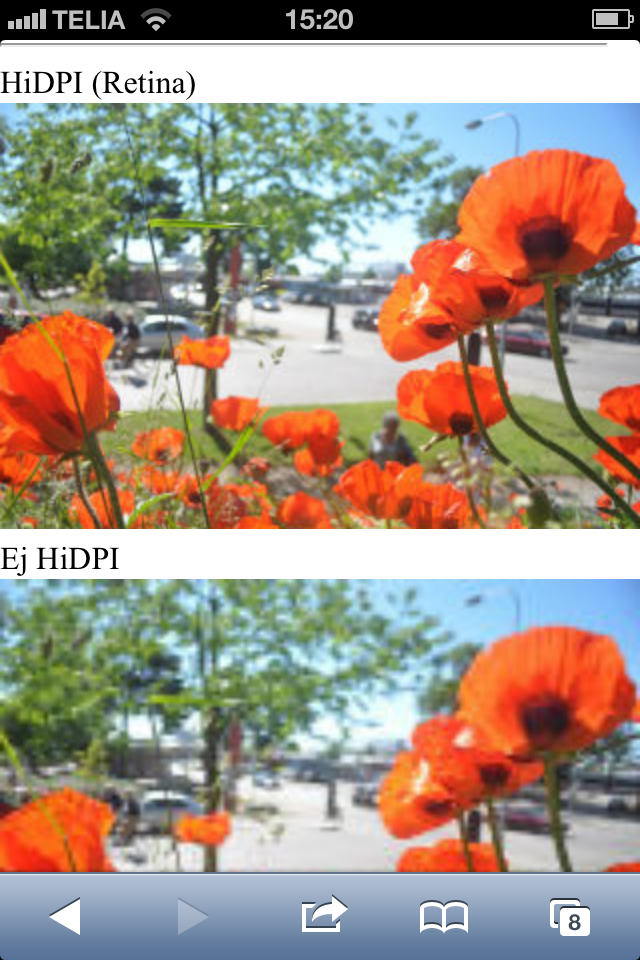 TELIA 15:20
HiDPI (Retina)
Ej HiDPI
8